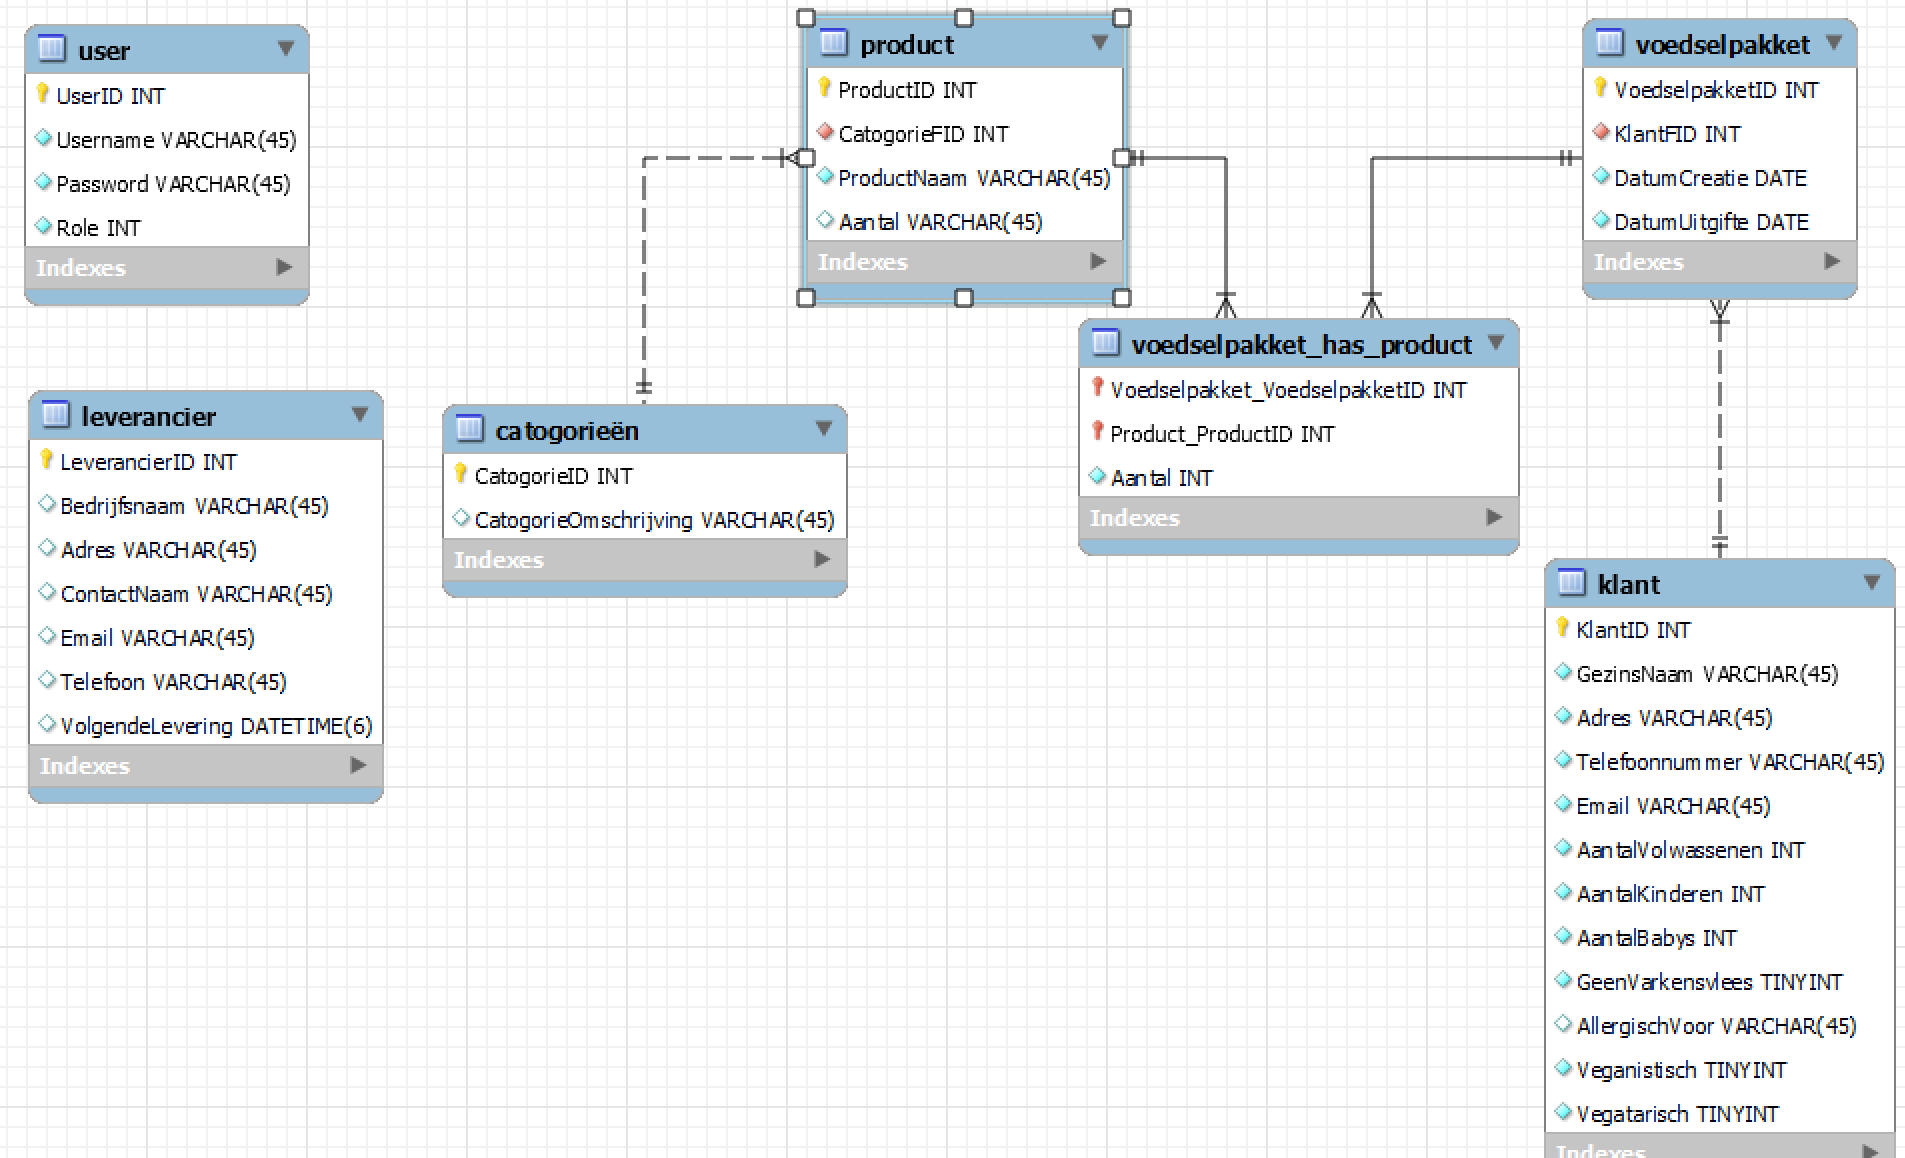 user
UserID INT
Username VARCHAR(45)
Password VARCHAR(45)
Role INT
Indexes
product
ProductID INT
CatogorieFID INT
ProductNaam VARCHAR(45)
Aantal VARCHAR(45)
Indexes
voedselpakket
VoedselpakketID INT
KlantFID INT
DatumCreatie DATE
DatumUitgifte DATE
Indexes
leverancier
LeverancierID INT
Bedrijfsnaam VARCHAR(45)
Adres VARCHAR(45)
ContactNaam VARCHAR(45)
Email VARCHAR(45)
Telefoon VARCHAR(45)
VolgendeLevering DATETIME(6)
Indexes
catogorieën
CatogorieID INT
CatogorieOmschrijving VARCHAR(45)
Indexes
voedselpakket_has_product
Voedselpakket_VoedselpakketID INT
Product_ProductID INT
Aantal INT
Indexes
klant
KlantID INT
GezinsNaam VARCHAR(45)
Adres VARCHAR(45)
Telefoonnummer VARCHAR(45)
Email VARCHAR(45)
AantalVolwassenen INT
AantalKinderen INT
AantalBabys INT
GeenVarkensvlees TINYINT
AllergischVoor VARCHAR(45)
Veganistisch TINYINT
Vegatarisch TINYINT
Indexes